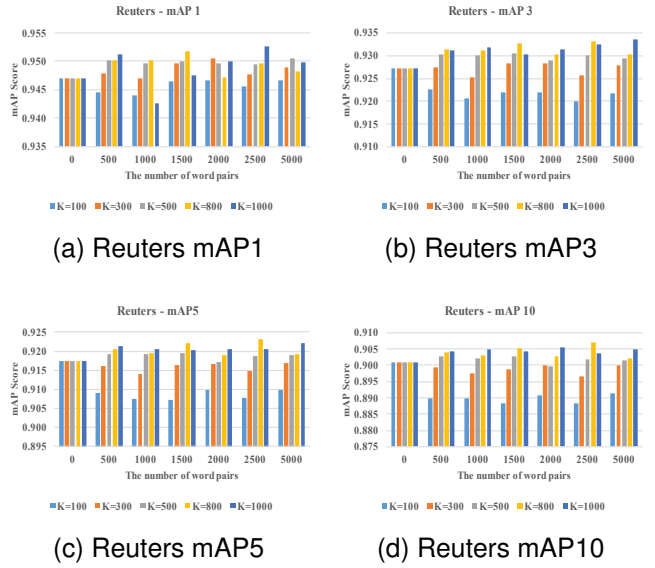 Reuters - mAP 1
mAP Score
0.955
0.950
0.945
0.940
0.935
0 500 1000 1500 2000 2500 5000
The number of word pairs
K=100 K=300 K=500 K=800 K=1000
(a) Reuters mAP1
Reuters - mAP 3
mAP Score
0.935
0.930
0.925
0.920
0.915
0.910
0 500 1000 1500 2000 2500 5000
The number of word pairs
K=100 K=300 K=500 K=800 K=1000
(b) Reuters mAP3
Reuters - mAP5
mAP Score
0.925
0.920
0.915
0.910
0.905
0.900
0.895
0 500 1000 1500 2000 2500 5000
The number of word pairs
K=100 K=300 K=500 K=800 K=1000
(c) Reuters mAP5
Reuters - mAP 10
mAP Score
0.910
0.905
0.900
0.895
0.890
0.885
0.880
0.875
0 500 1000 1500 2000 2500 5000
The number of word pairs
K=100 K=300 K=500 K=800 K=1000
(d) Reuters mAP10